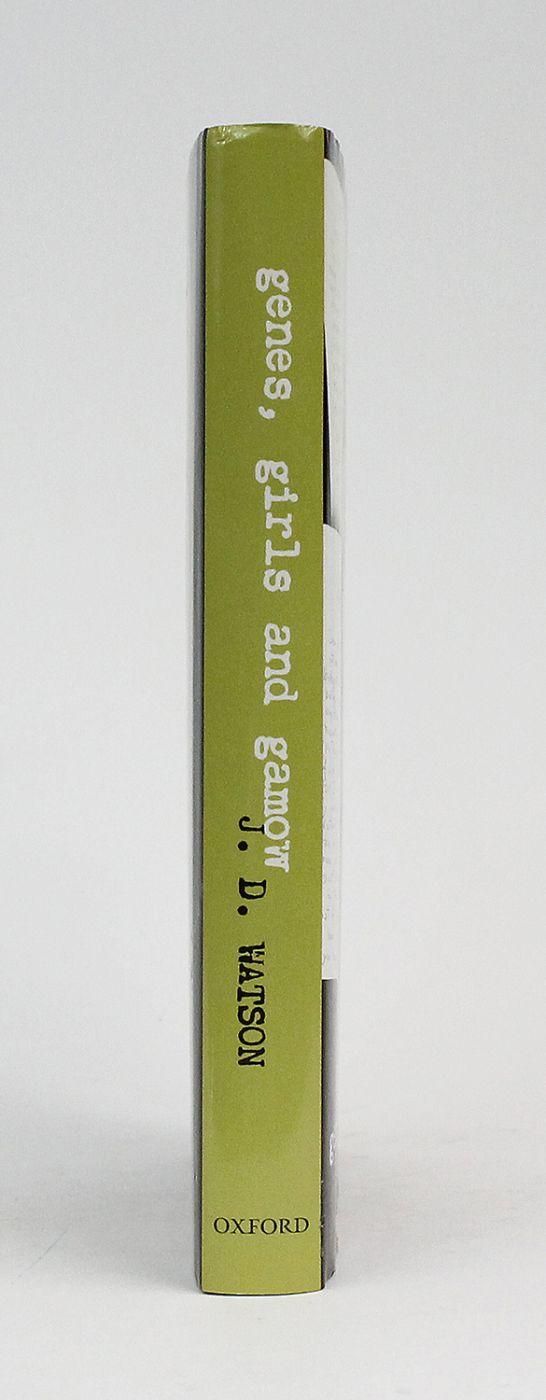 genes, girls and gamow
J. D. WATSON
OXFORD